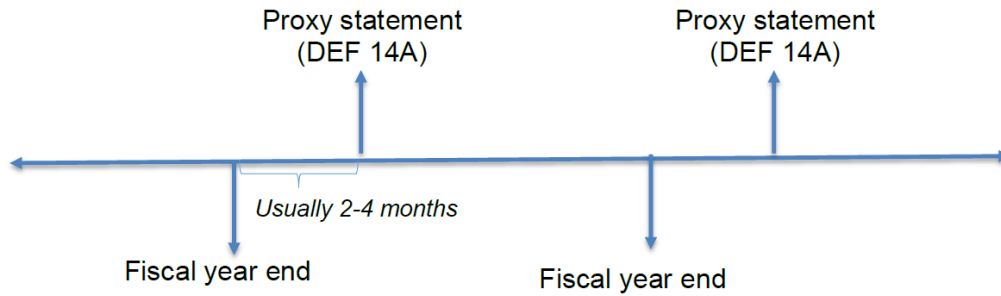 Proxy statement
(DEF 14A)
Proxy statement
(DEF 14A)
Usually 2-4 months
Fiscal year end
Fiscal year end